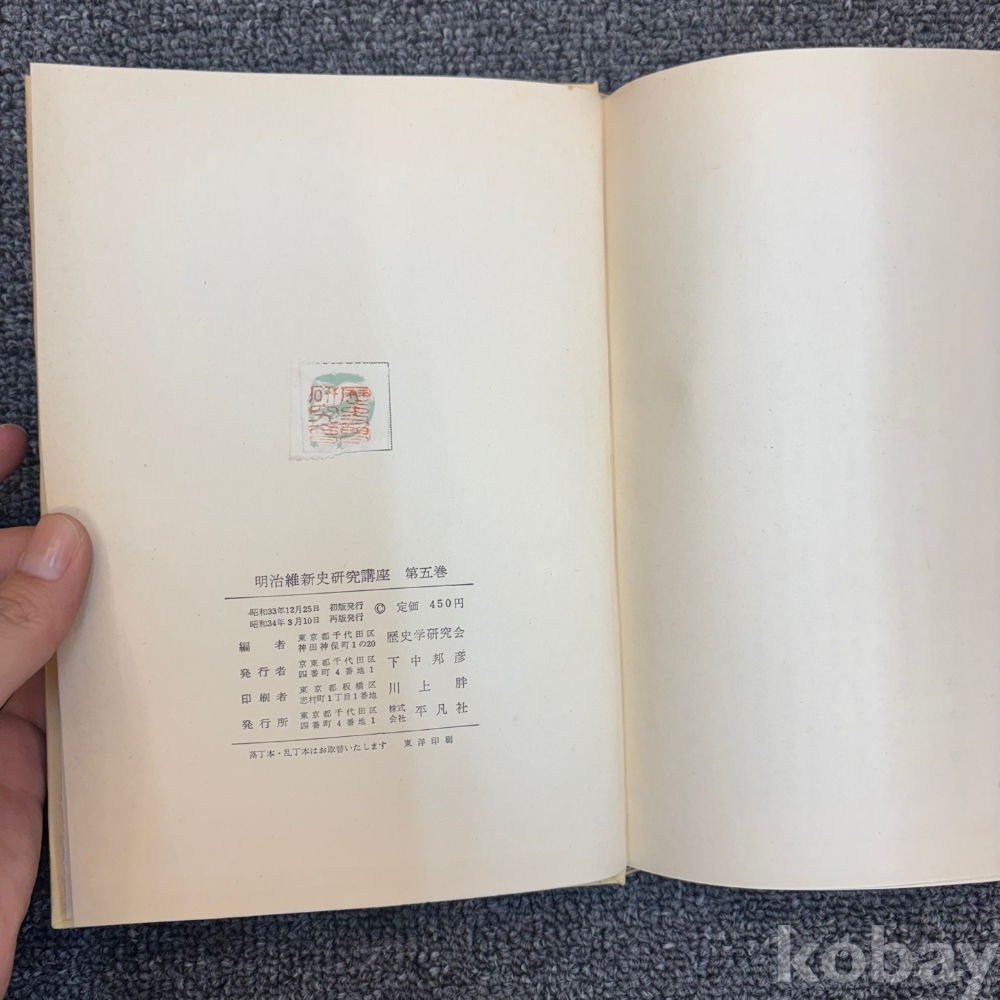 明治維新史研究講座 第五巻
昭和33年12月25日 初版発行
昭和34年3月10日 再版発行
© 定価 450円
編者 東京都千代田区神田神保町1の20 歴史学研究会
発行者 京東都千代田区四番町4番地1 下中邦彦
印刷者 東京都板橋区志村町1丁目1番地 川上胖
発行所 東京都千代田区四番町4番地1 株式会社 平凡社
落丁本・乱丁本はお取替いたします 東洋印刷
kobay